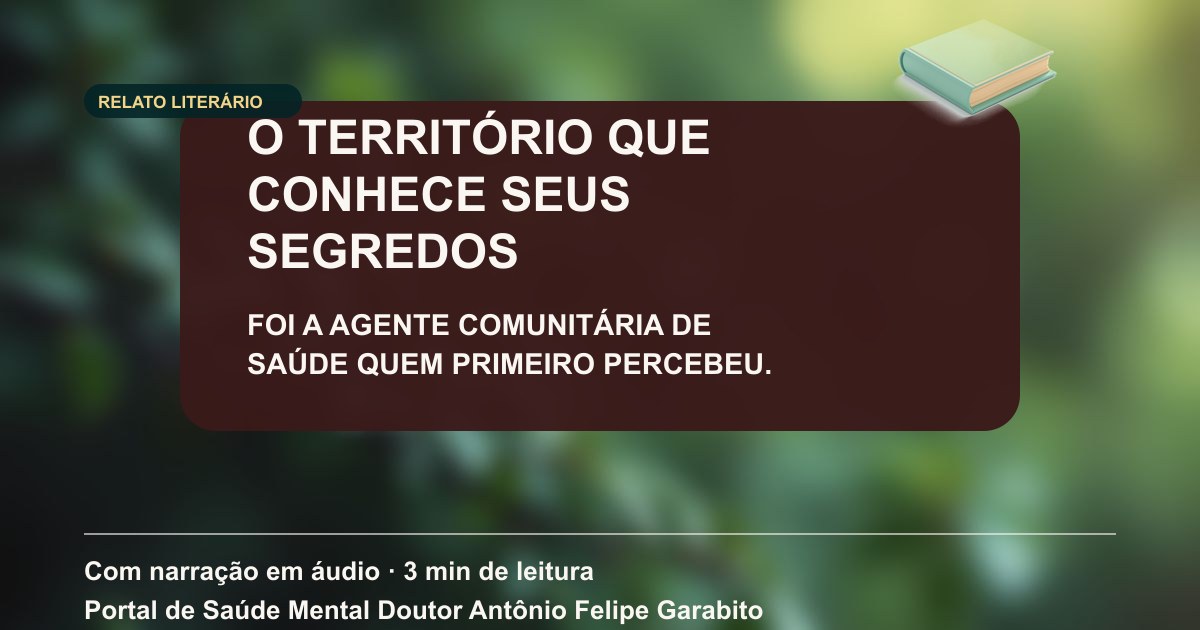 RELATO LITERÁRIO
O TERRITÓRIO QUE
CONHECE SEUS
SEGREDOS
FOI A AGENTE COMUNITÁRIA DE
SAÚDE QUEM PRIMEIRO PERCEBEU.
Com narração em áudio · 3 min de leitura
Portal de Saúde Mental Doutor Antônio Felipe Garabito